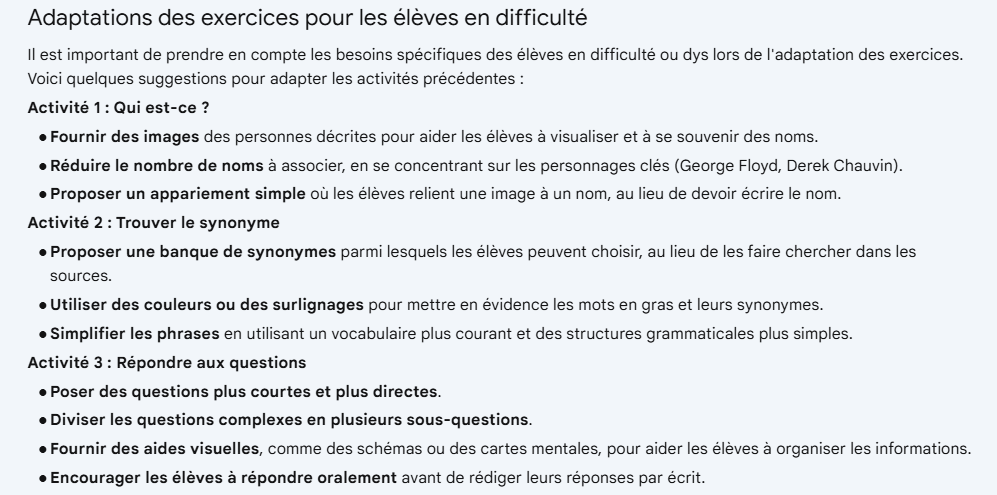 Adaptations des exercices pour les élèves en difficulté
Il est important de prendre en compte les besoins spécifiques des élèves en difficulté ou dys lors de l'adaptation des exercices.
Voici quelques suggestions pour adapter les activités précédentes :
Activité 1 : Qui est-ce ?
● Fournir des images des personnes décrites pour aider les élèves à visualiser et à se souvenir des noms.
● Réduire le nombre de noms à associer, en se concentrant sur les personnages clés (George Floyd, Derek Chauvin).
● Proposer un appariement simple où les élèves relient une image à un nom, au lieu de devoir écrire le nom.
Activité 2 : Trouver le synonyme
● Proposer une banque de synonymes parmi lesquels les élèves peuvent choisir, au lieu de les faire chercher dans les
sources.
● Utiliser des couleurs ou des surlignages pour mettre en évidence les mots en gras et leurs synonymes.
● Simplifier les phrases en utilisant un vocabulaire plus courant et des structures grammaticales plus simples.
Activité 3 : Répondre aux questions
● Poser des questions plus courtes et plus directes.
● Diviser les questions complexes en plusieurs sous-questions.
● Fournir des aides visuelles, comme des schémas ou des cartes mentales, pour aider les élèves à organiser les informations.
● Encourager les élèves à répondre oralement avant de rédiger leurs réponses par écrit.